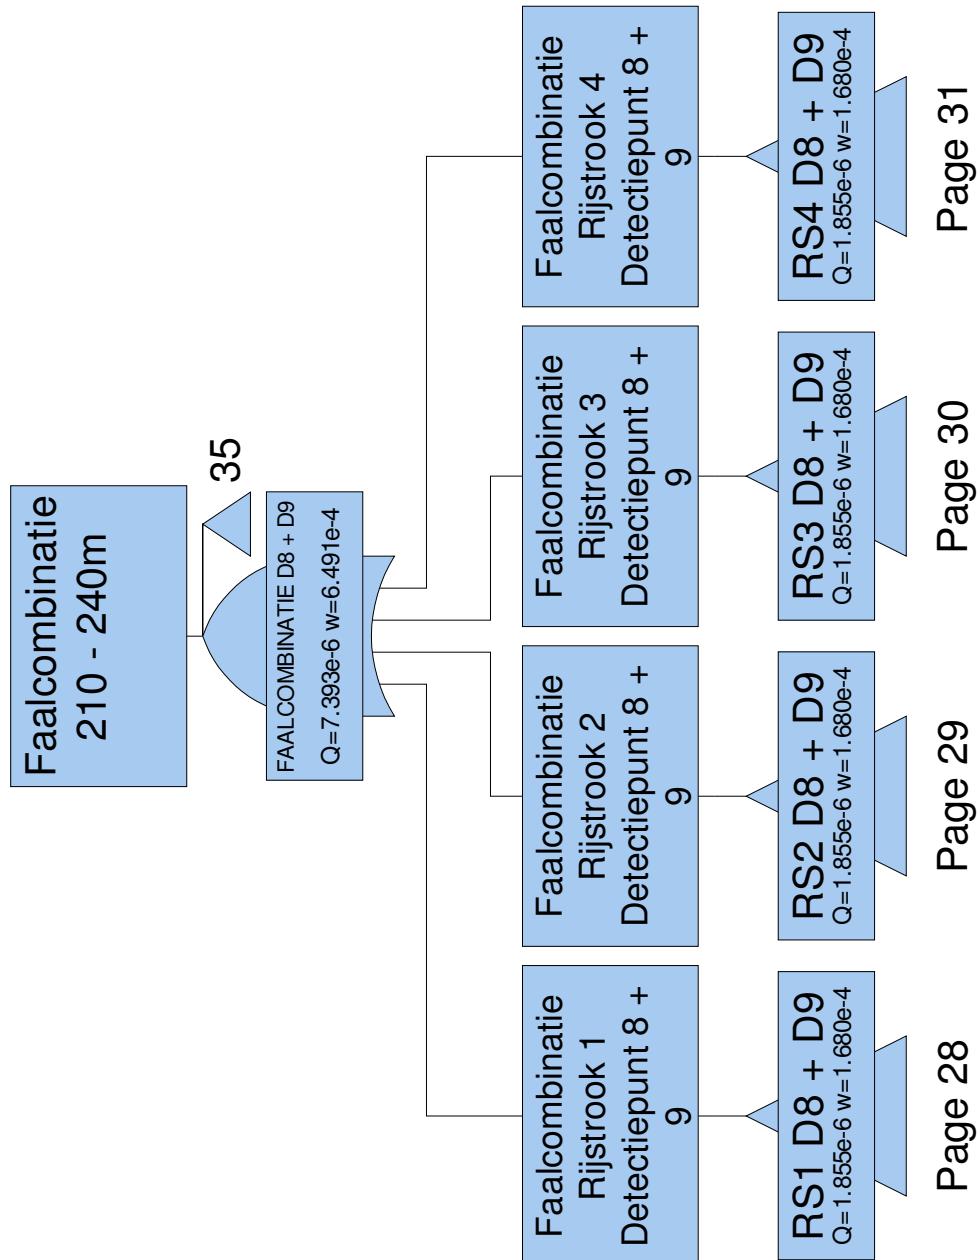 Faalcombinatie
210 - 240m
35
FAALCOMBINATIE D8 + D9
Q=7.393e-6 w=6.491e-4
Faalcombinatie
Rijstrook 1
Detectiepunt 8 +
9
Faalcombinatie
Rijstrook 2
Detectiepunt 8 +
9
Faalcombinatie
Rijstrook 3
Detectiepunt 8 +
9
Faalcombinatie
Rijstrook 4
Detectiepunt 8 +
9
RS1 D8 + D9
Q=1.855e-6 w=1.680e-4
Page 28
RS2 D8 + D9
Q=1.855e-6 w=1.680e-4
Page 29
RS3 D8 + D9
Q=1.855e-6 w=1.680e-4
Page 30
RS4 D8 + D9
Q=1.855e-6 w=1.680e-4
Page 31